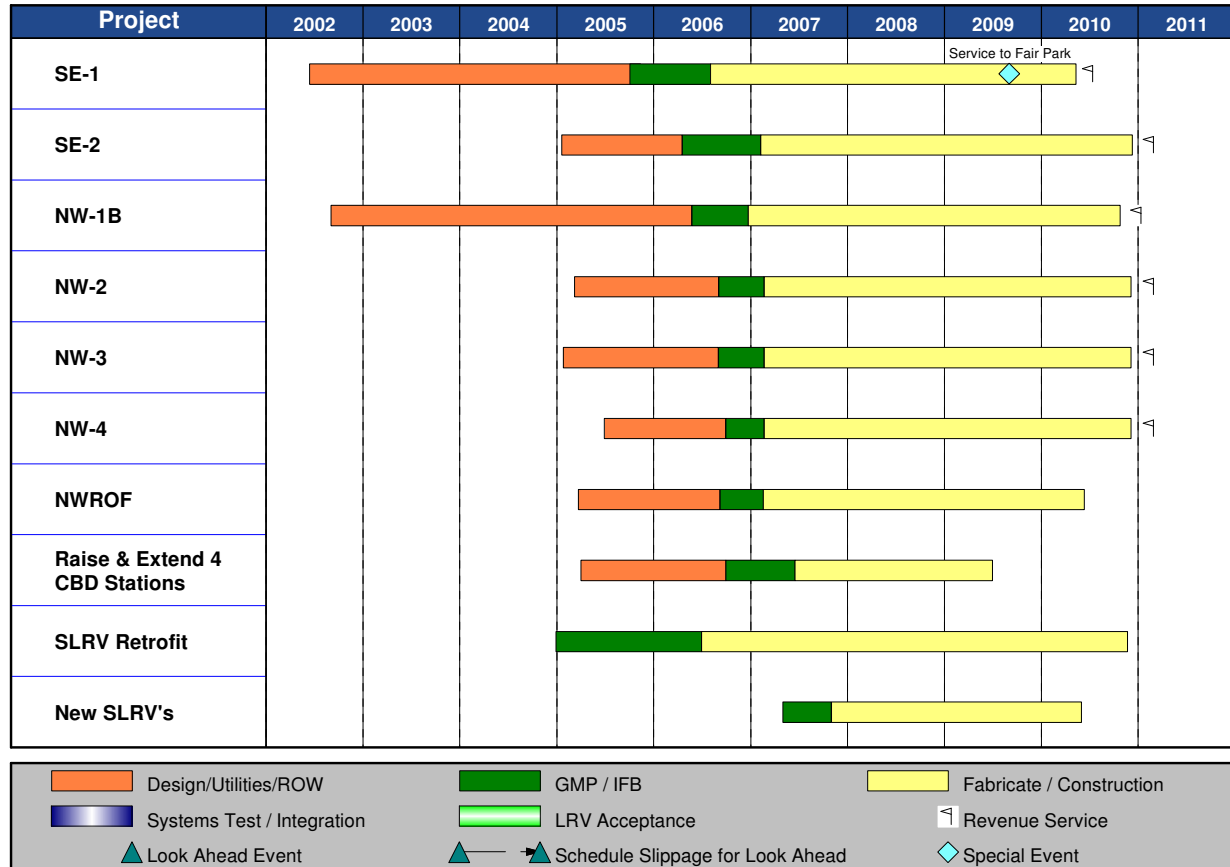 Project 2002 2003 2004 2005 2006 2007 2008 2009 2010 2011
Service to Fair Park
SE-1
SE-2
NW-1B
NW-2
NW-3
NW-4
NWROF
Raise & Extend 4
CBD Stations
SLRV Retrofit
New SLRV's
Design/Utilities/ROW GMP / IFB Fabricate / Construction
Systems Test / Integration LRV Acceptance Revenue Service
Look Ahead Event Schedule Slippage for Look Ahead Special Event